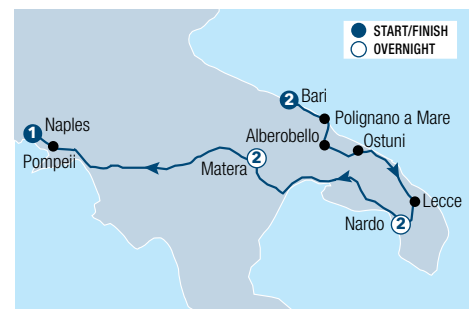 START/FINISH
OVERNIGHT
2 Bari
Polignano a Mare
Alberobello
Ostuni
1 Naples
Pompeii
Matera 2
Lecce
Nardo 2